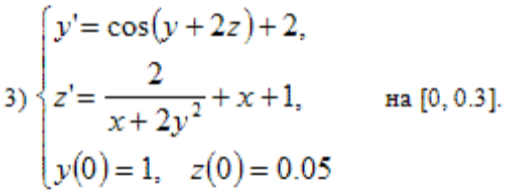 y'= cos(y + 2z) + 2,
3) z'= 2/(x + 2y²) + x + 1, на [0, 0.3].
y(0) = 1, z(0) = 0.05